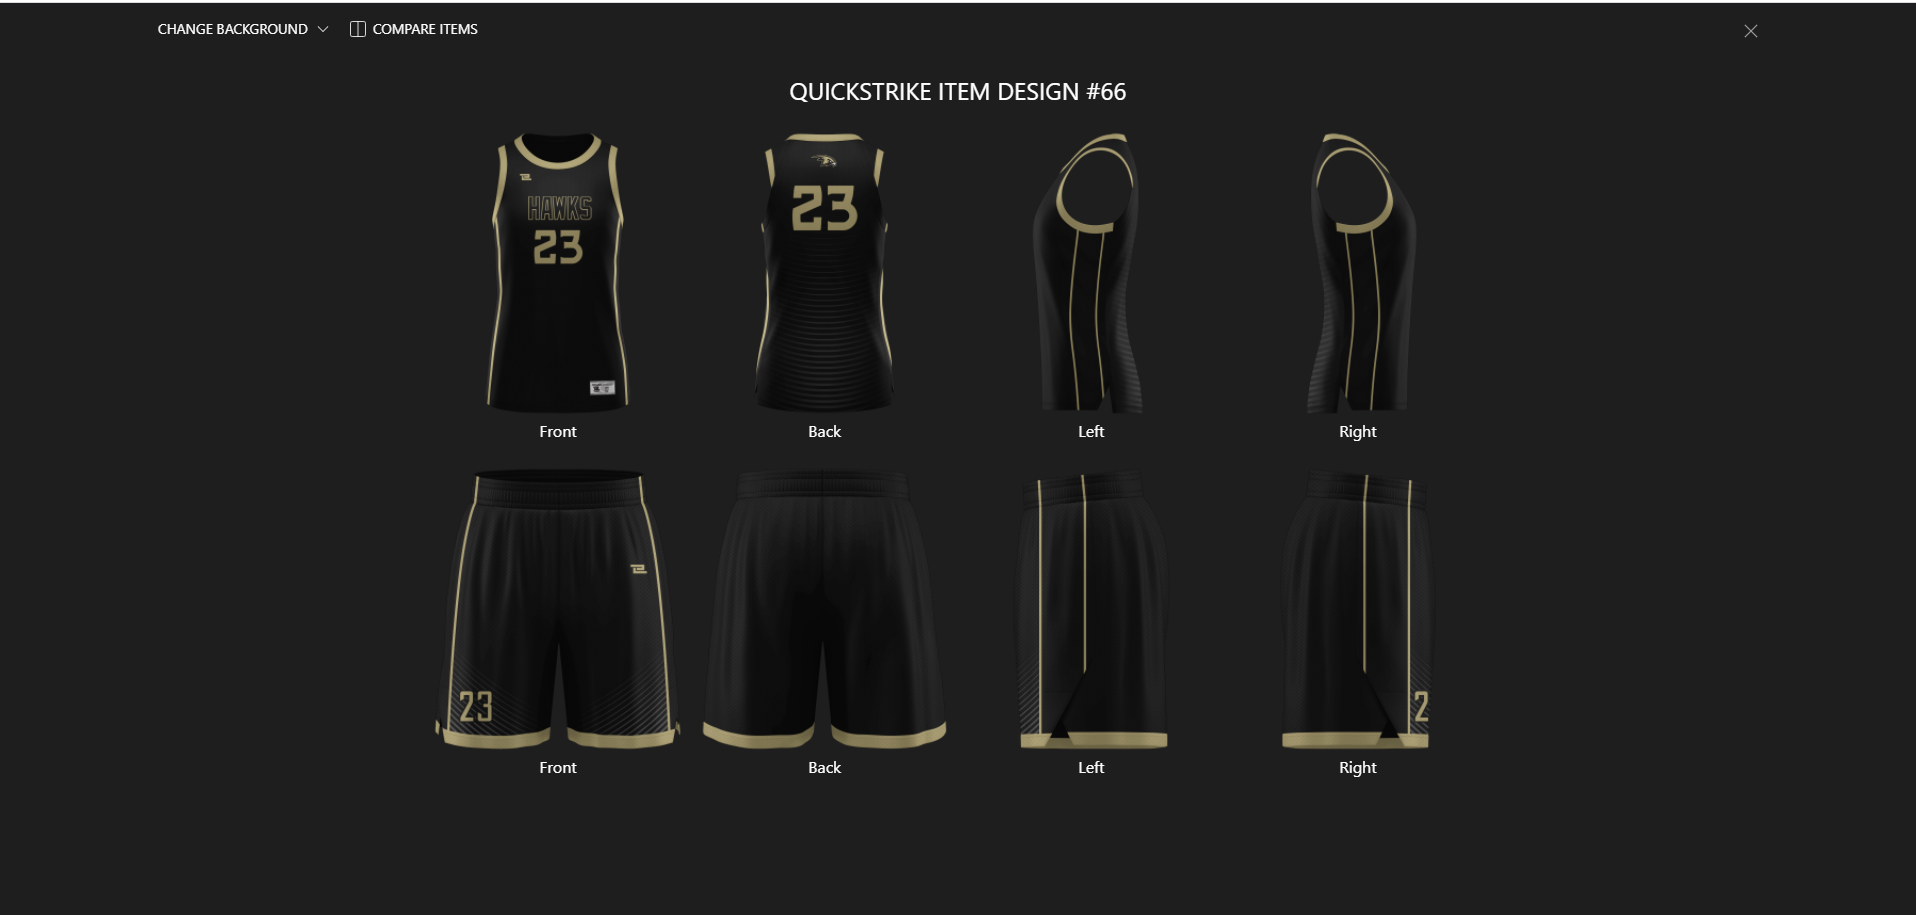 CHANGE BACKGROUND
COMPARE ITEMS
QUICKSTRIKE ITEM DESIGN #66
HAWKS
23
23
Front
Back
Left
Right
23
2
Front
Back
Left
Right